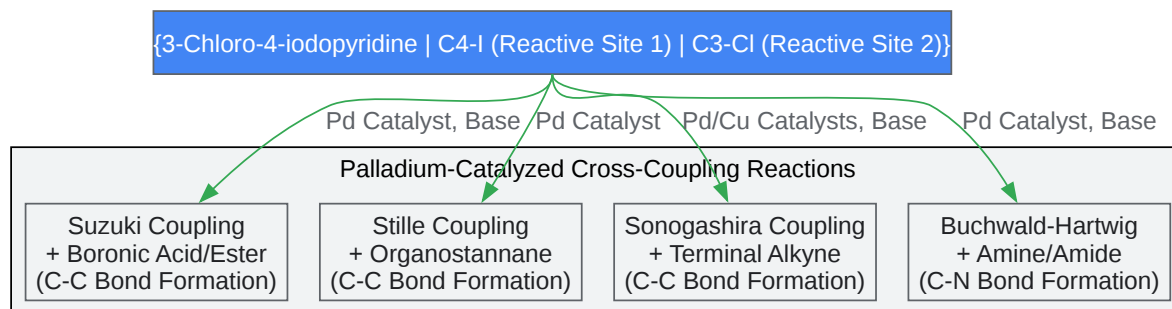 {3-Chloro-4-iodopyridine | C4-I (Reactive Site 1) | C3-Cl (Reactive Site 2)}
Pd Catalyst, Base
Pd Catalyst
Pd/Cu Catalysts, Base
Pd Catalyst, Base
Palladium-Catalyzed Cross-Coupling Reactions
Suzuki Coupling
+ Boronic Acid/Ester
(C-C Bond Formation)
Stille Coupling
+ Organostannane
(C-C Bond Formation)
Sonogashira Coupling
+ Terminal Alkyne
(C-C Bond Formation)
Buchwald-Hartwig
+ Amine/Amide
(C-N Bond Formation)